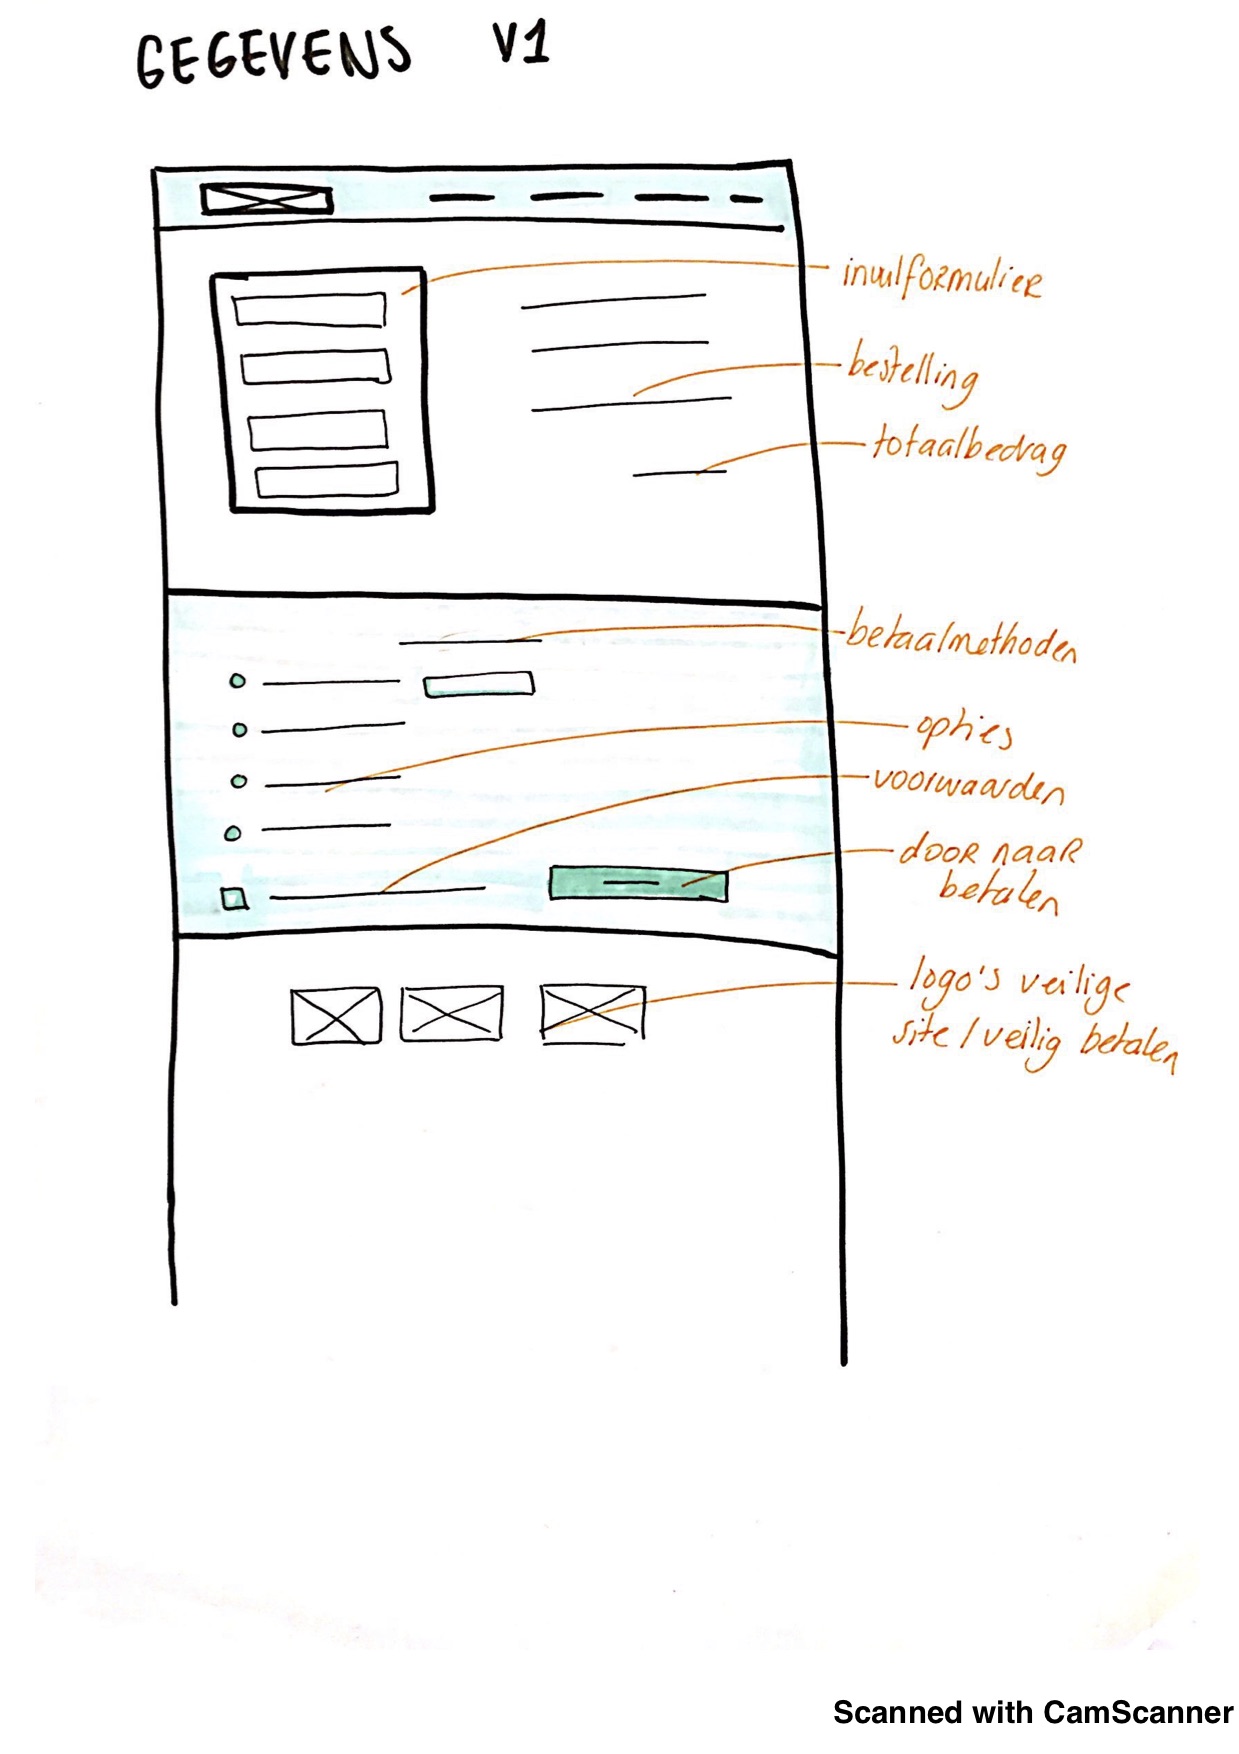 GEGEVENS V1
invulformulier
bestelling
totaalbedrag
betaalmethoden
opties
voorwaarden
door naar
betalen
logo's veilige
site / veilig betalen
Scanned with CamScanner